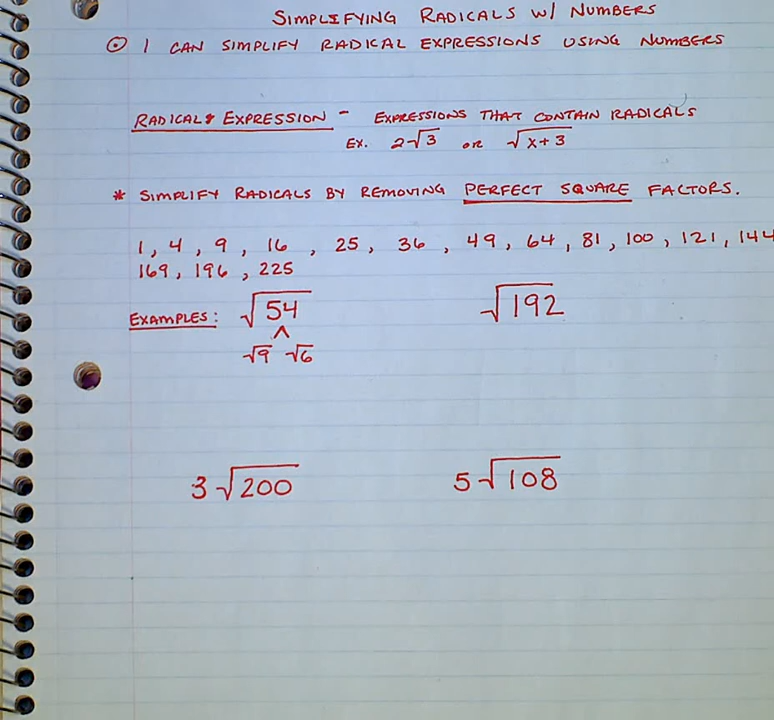 SIMPLIFYING RADICALS W/ NUMBERS
I CAN SIMPLIFY RADICAL EXPRESSIONS USING NUMBERS
RADICAL EXPRESSION - EXPRESSIONS THAT CONTAIN RADICALS
EX. 2√3 OR √x+3
* SIMPLIFY RADICALS BY REMOVING PERFECT SQUARE FACTORS.
1, 4, 9, 16, 25, 36, 49, 64, 81, 100, 121, 144
169, 196, 225
EXAMPLES: √54 √192
√9 √6
3√200 5√108